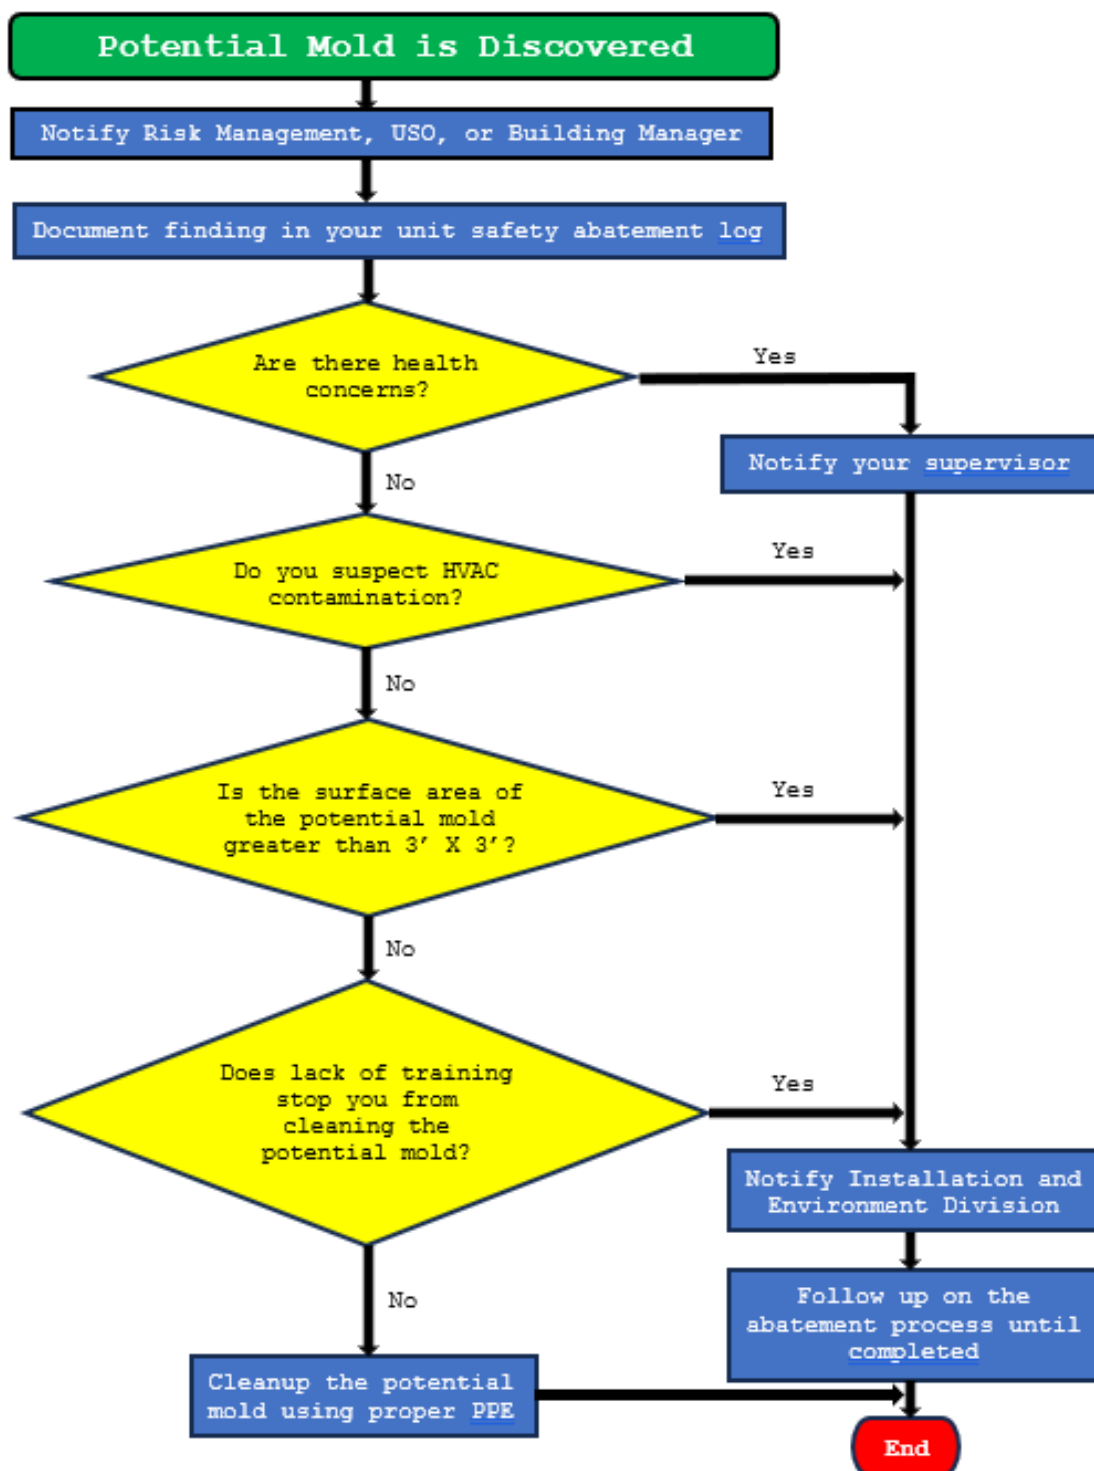 Potential Mold is Discovered
Notify Risk Management, USO, or Building Manager
Document finding in your unit safety abatement log
Are there health
concerns?
Yes
Notify your supervisor
No
Do you suspect HVAC
contamination?
Yes
No
Is the surface area of
the potential mold
greater than 3’ X 3’?
Yes
No
Does lack of training
stop you from
cleaning the
potential mold?
Yes
Notify Installation and
Environment Division
Follow up on the
abatement process until
completed
No
Cleanup the potential
mold using proper PPE
End